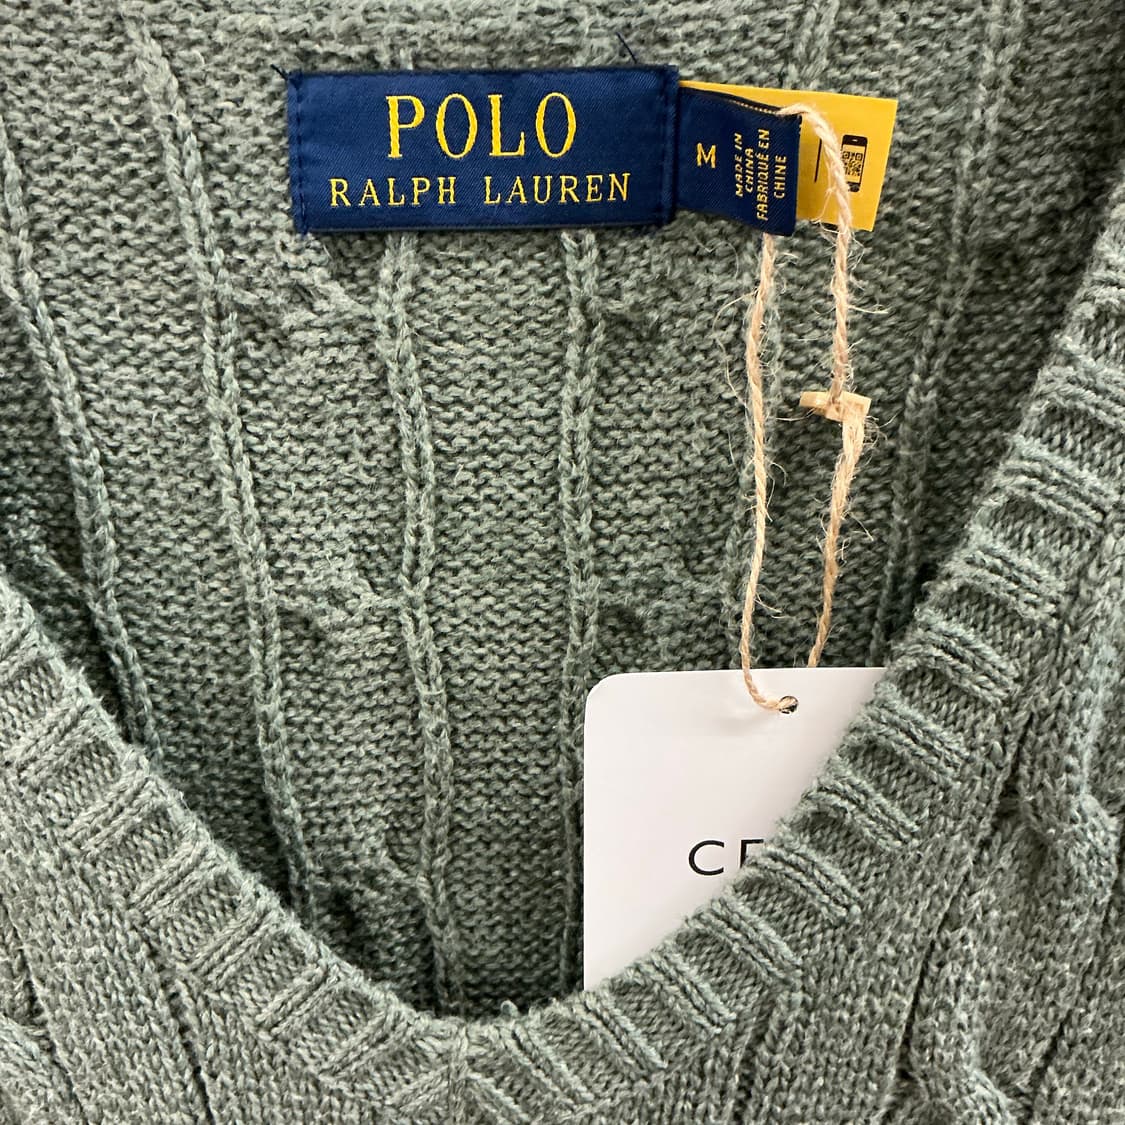 POLO
RALPH LAUREN
M
MADE IN
CHINA
FABRIQUÉ EN
CHINE